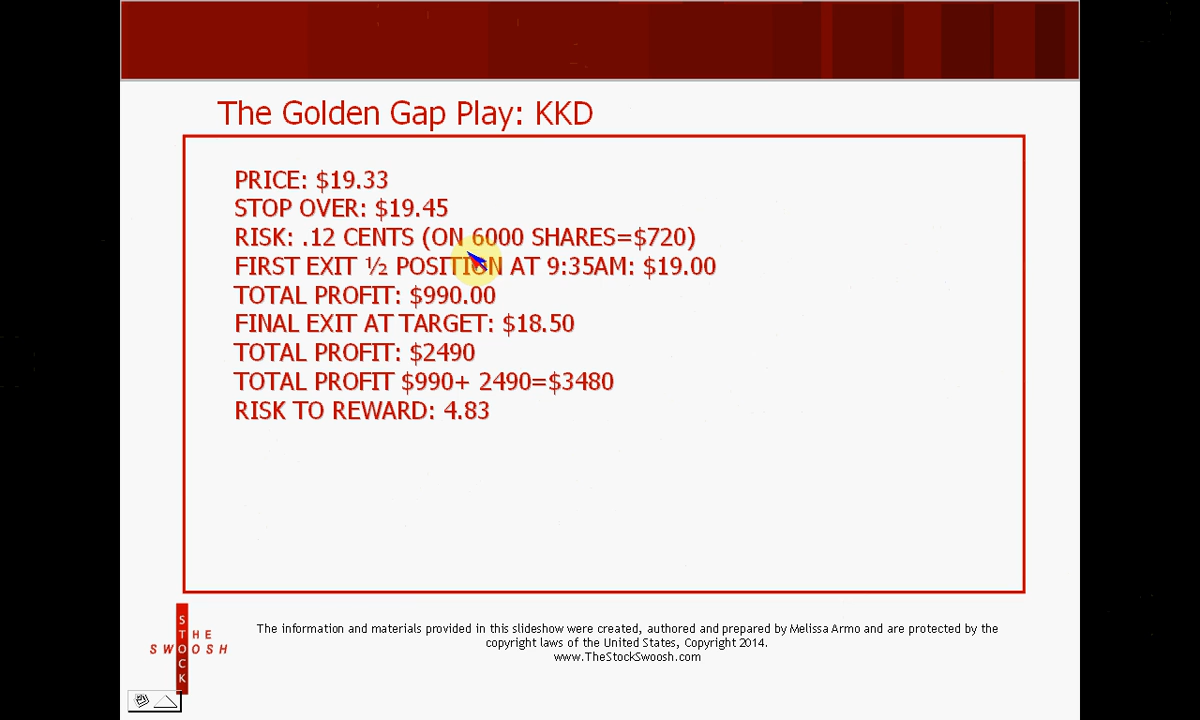 The Golden Gap Play: KKD
PRICE: $19.33
STOP OVER: $19.45
RISK: .12 CENTS (ON 6000 SHARES=$720)
FIRST EXIT ½ POSITION AT 9:35AM: $19.00
TOTAL PROFIT: $990.00
FINAL EXIT AT TARGET: $18.50
TOTAL PROFIT: $2490
TOTAL PROFIT $990+ 2490=$3480
RISK TO REWARD: 4.83
THE
STOCK
SWOOSH
The information and materials provided in this slideshow were created, authored and prepared by Melissa Armo and are protected by the
copyright laws of the United States, Copyright 2014.
www.TheStockSwoosh.com